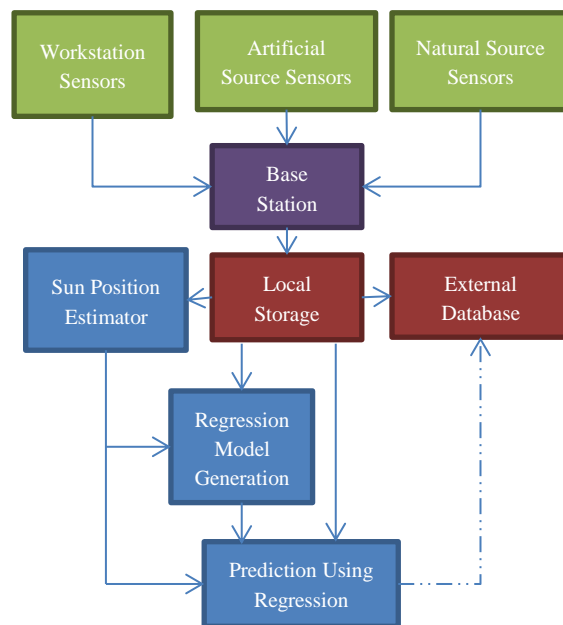 Workstation
Sensors
Artificial
Source Sensors
Natural Source
Sensors
Base
Station
Sun Position
Estimator
Local
Storage
External
Database
Regression
Model
Generation
Prediction Using
Regression